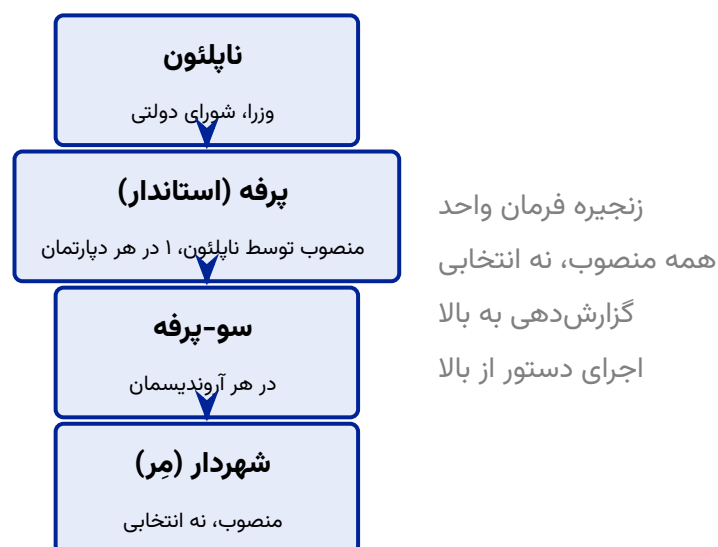 ناپلئون
وزرا، شورای دولتی
پرفه (استاندار)
منصوب توسط ناپلئون، ۱ در هر دپارتمان
سو-پرفه
در هر آروندیسمان
شهردار (مِر)
منصوب، نه انتخابی
زنجیره فرمان واحد
همه منصوب، نه انتخابی
گزارش‌دهی به بالا
اجرای دستور از بالا